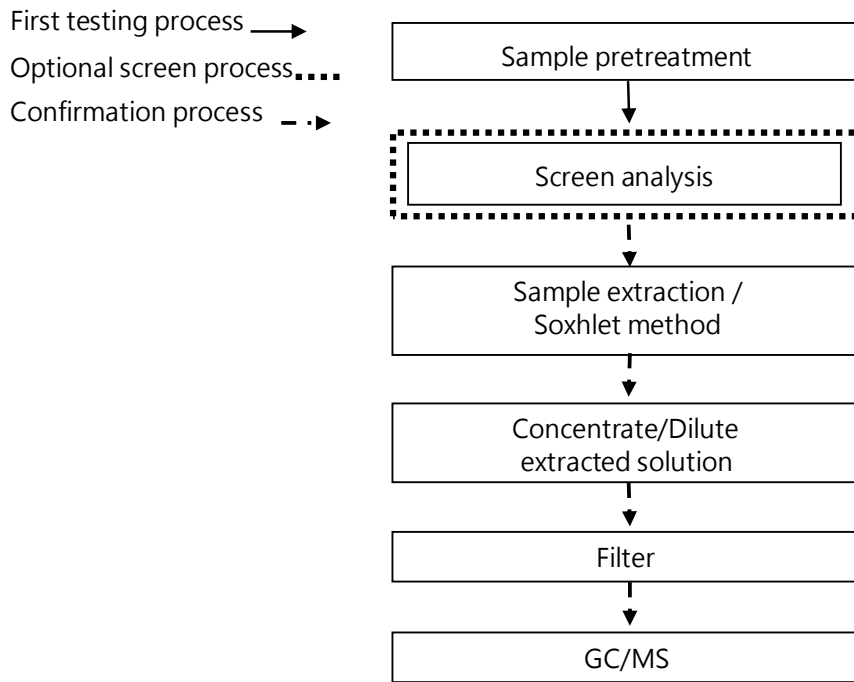 First testing process
Optional screen process
Confirmation process
Sample pretreatment
Screen analysis
Sample extraction /
Soxhlet method
Concentrate/Dilute
extracted solution
Filter
GC/MS